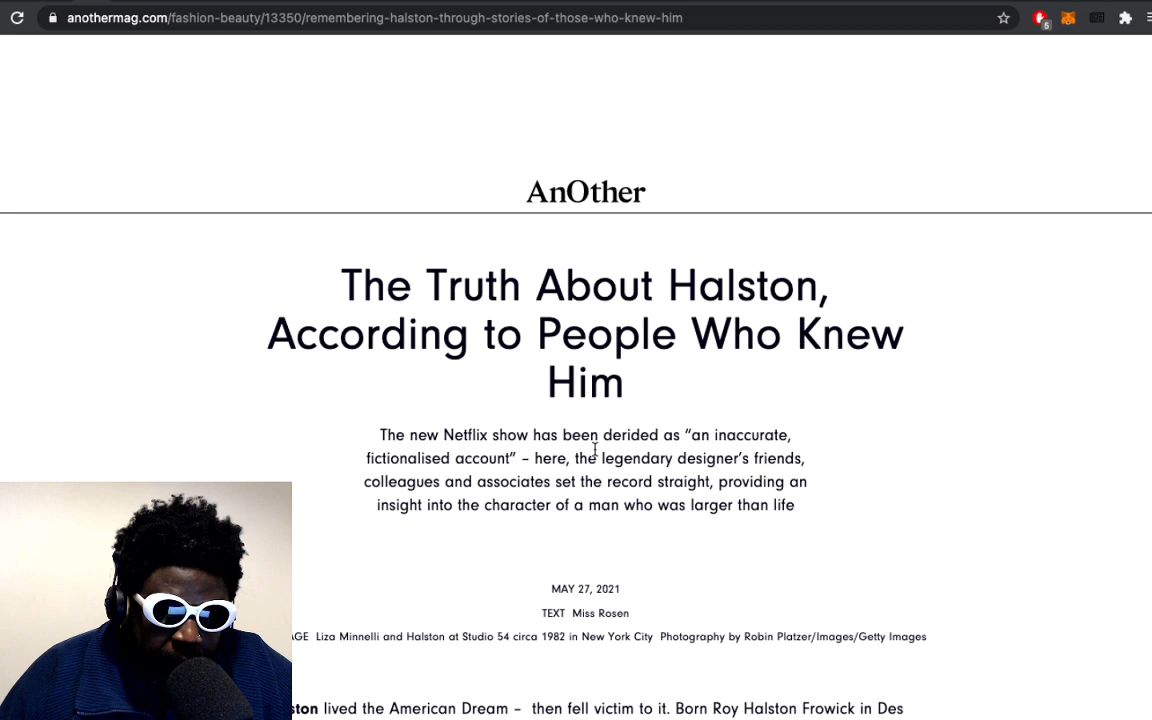 anothermag.com/fashion-beauty/13350/remembering-halston-through-stories-of-those-who-knew-him
5
AnOther
The Truth About Halston,
According to People Who Knew
Him
The new Netflix show has been derided as “an inaccurate,
fictionalised account” – here, the legendary designer’s friends,
colleagues and associates set the record straight, providing an
insight into the character of a man who was larger than life
MAY 27, 2021
TEXT Miss Rosen
AGE Liza Minnelli and Halston at Studio 54 circa 1982 in New York City Photography by Robin Platzer/Images/Getty Images
ston lived the American Dream – then fell victim to it. Born Roy Halston Frowick in Des